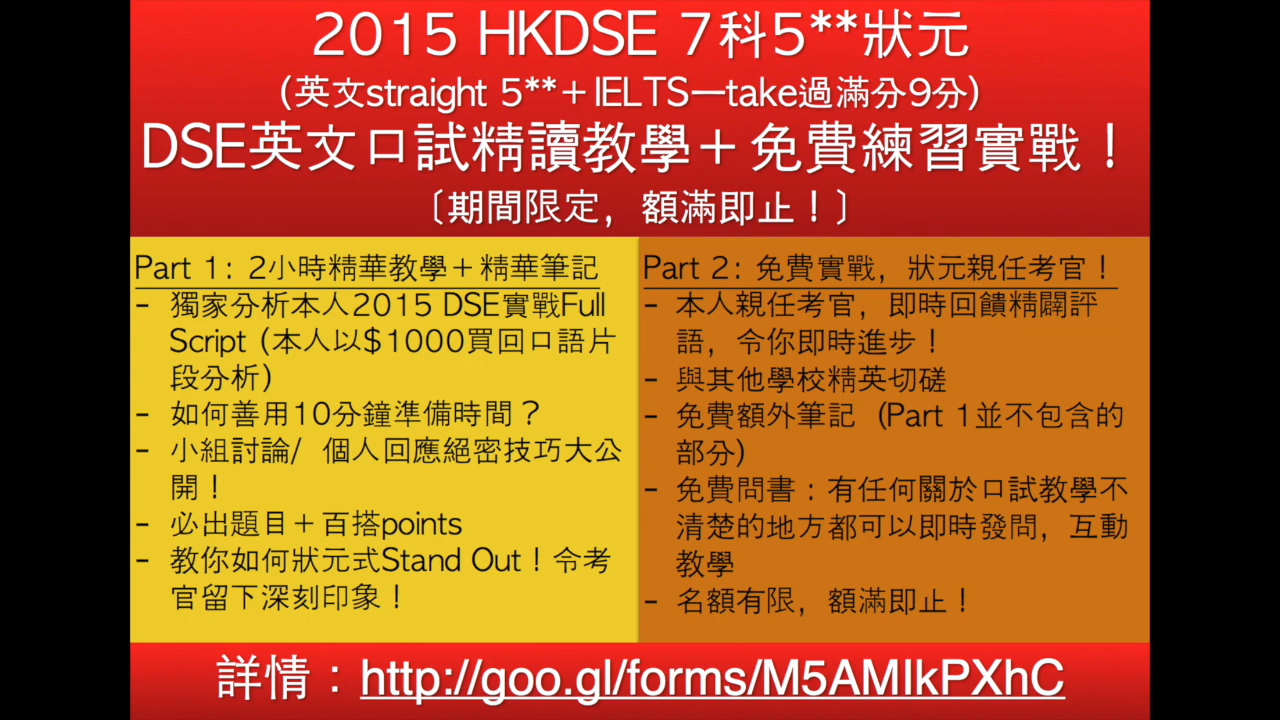 2015 HKDSE 7科5**狀元
(英文straight 5**＋IELTS一take過滿分9分)
DSE英文口試精讀教學＋免費練習實戰！
〔期間限定，額滿即止！〕
Part 1: 2小時精華教學＋精華筆記
- 獨家分析本人2015 DSE實戰Full
Script (本人以$1000買回口語片
段分析)
- 如何善用10分鐘準備時間？
- 小組討論/ 個人回應絕密技巧大公
開！
- 必出題目＋百搭points
- 教你如何狀元式Stand Out！令考
官留下深刻印象！
Part 2: 免費實戰，狀元親任考官！
- 本人親任考官，即時回饋精闢評
語，令你即時進步！
- 與其他學校精英切磋
- 免費額外筆記 (Part 1並不包含的
部分)
- 免費問書：有任何關於口試教學不
清楚的地方都可以即時發問，互動
教學
- 名額有限，額滿即止！
詳情：http://goo.gl/forms/M5AMIkPXhC